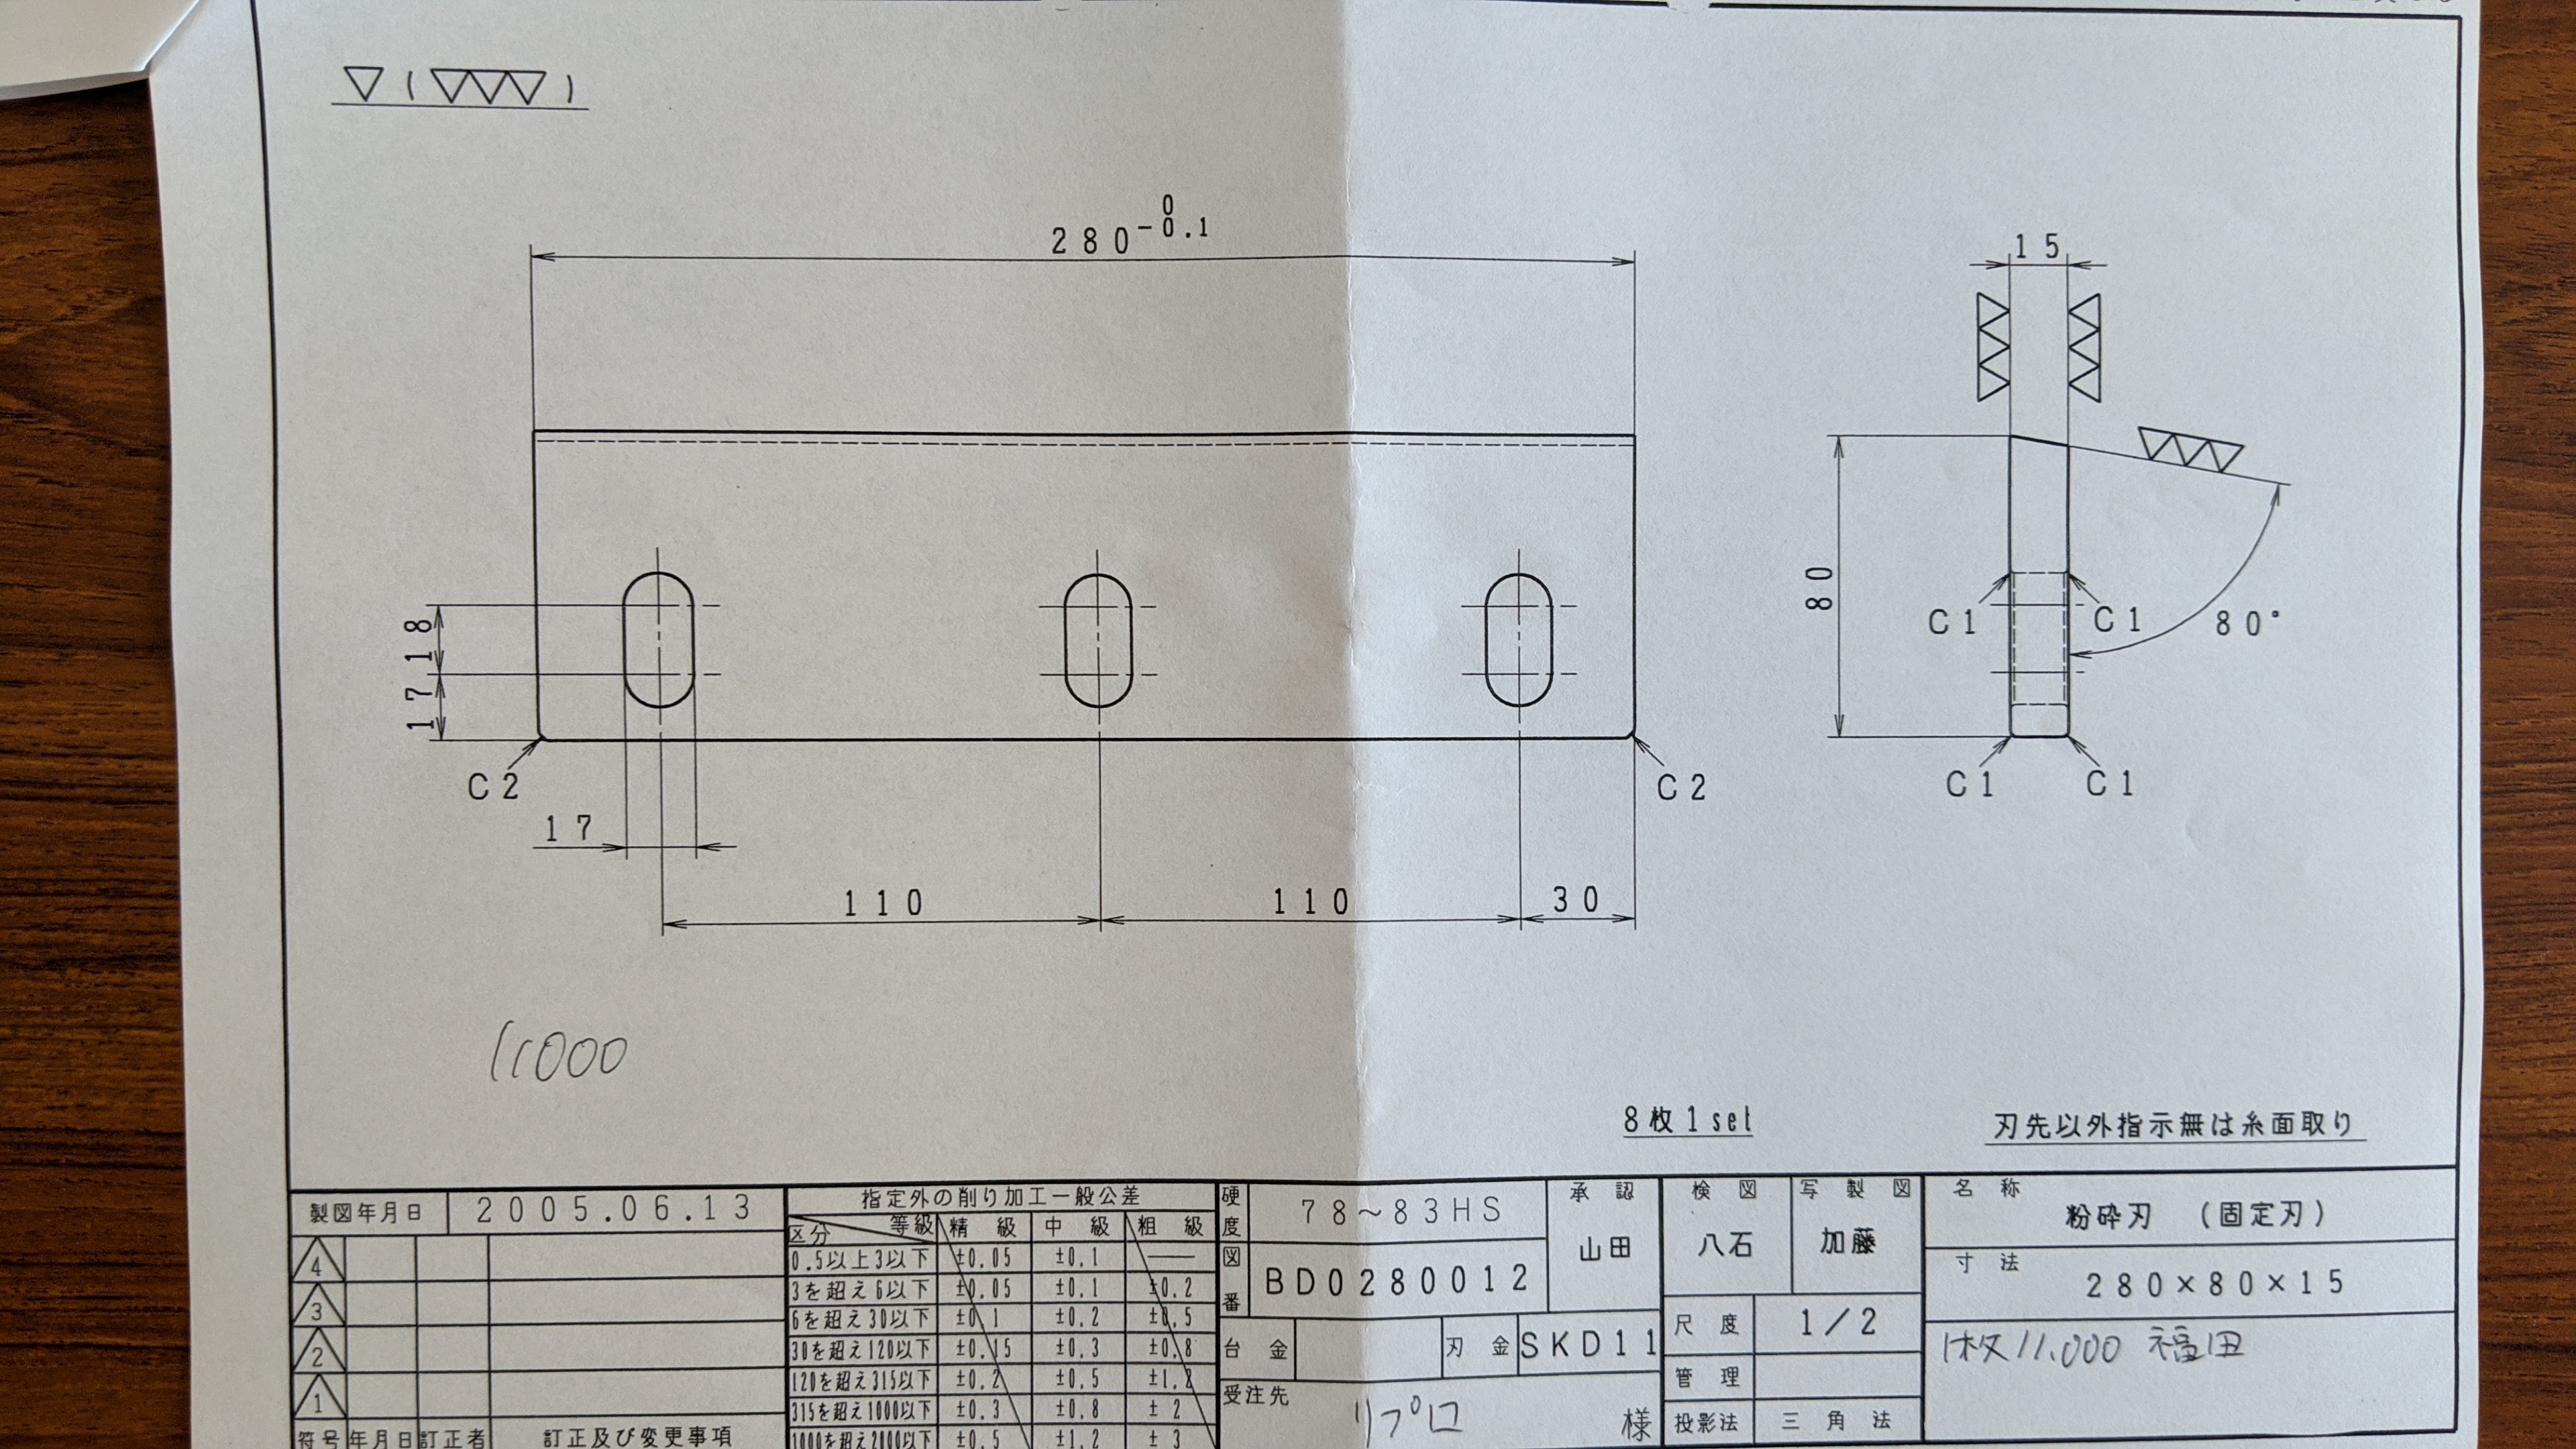 ▽(▽▽▽)
280 0 -0.1
15
80
18
17
C1 C1
80°
C2
C2
C1 C1
17
110 110 30
11000
8枚1set
刃先以外指示無は糸面取り
製図年月日 2005.06.13
4
3
2
1
符号 年月日 訂正者 訂正及び変更事項
指定外の削り加工一般公差
区分 等級 精級 中級 粗級
0.5以上3以下 ±0.05 ±0.1 ―
3を超え6以下 ±0.05 ±0.1 ±0.2
6を超え30以下 ±0.1 ±0.2 ±0.5
30を超え120以下 ±0.15 ±0.3 ±0.8
120を超え315以下 ±0.2 ±0.5 ±1.2
315を超え1000以下 ±0.3 ±0.8 ±2
1000を超え2000以下 ±0.5 ±1.2 ±3
硬度 78~83HS
図番 BD0280012
台金 刃金 SKD11
受注先 リプロ 様
承認 山田
検図 八石
写製図 加藤
尺度 1/2
管理
投影法 三角法
名称 粉砕刃 (固定刃)
寸法 280×80×15
1枚11,000 福田